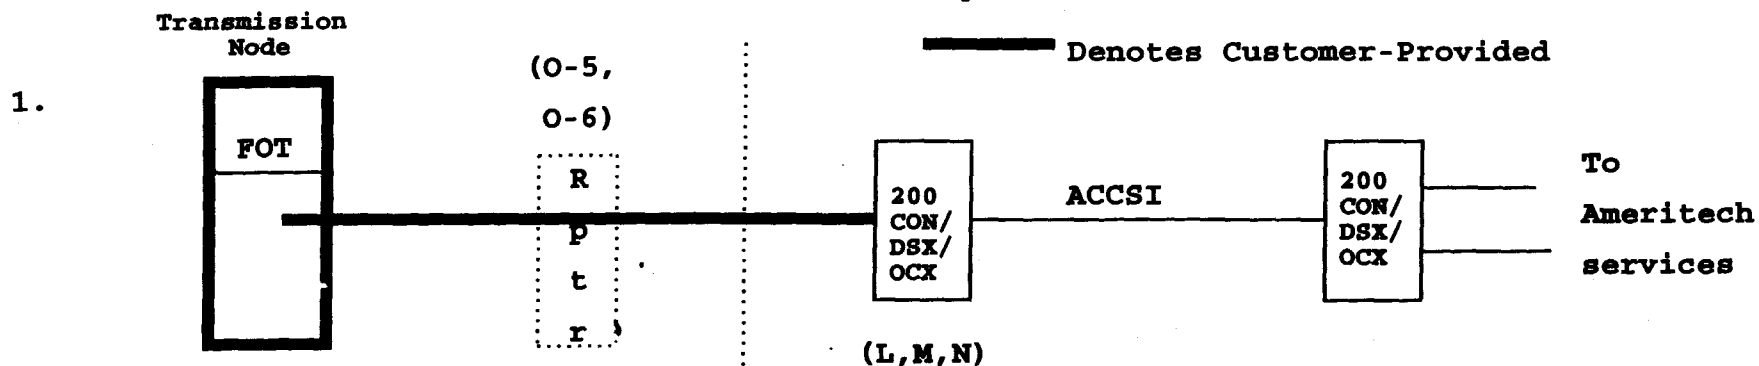 Transmission
Node
Denotes Customer-Provided
(O-5,
O-6)
1.
FOT
R
p
t
r
200
CON/
DSX/
OCX
(L,M,N)
ACCSI
200
CON/
DSX/
OCX
To
Ameritech
services